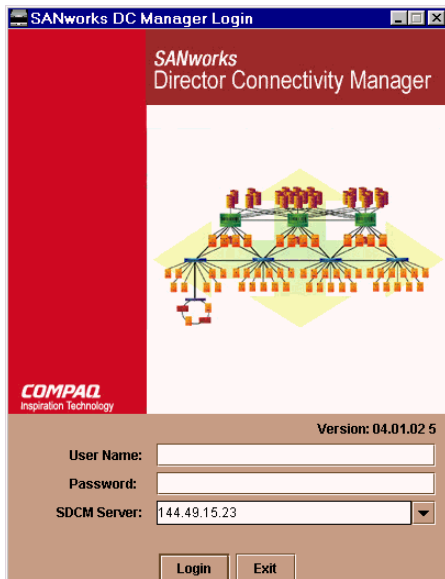 SANworks DC Manager Login
SANworks
Director Connectivity Manager
COMPAQ
Inspiration Technology
Version: 04.01.02 5
User Name:
Password:
SDCM Server: 144.49.15.23
Login Exit